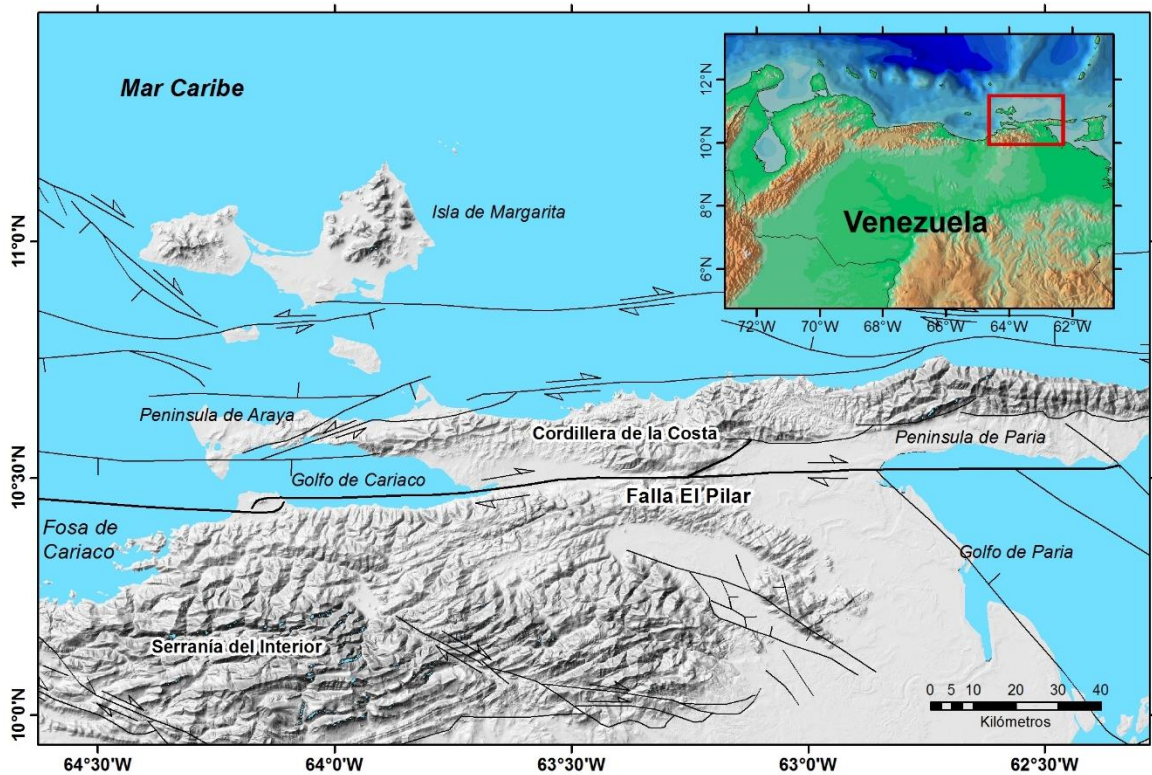 Mar Caribe
Isla de Margarita
12°N
10°N
8°N
6°N
Venezuela
72°W
70°W
68°W
66°W
64°W
62°W
11°0'N
Peninsula de Araya
Cordillera de la Costa
Peninsula de Paria
10°30'N
Golfo de Cariaco
Falla El Pilar
Fosa de
Cariaco
Golfo de Paria
Serranía del Interior
10°0'N
0 5 10 20 30 40
Kilómetros
64°30'W
64°0'W
63°30'W
63°0'W
62°30'W